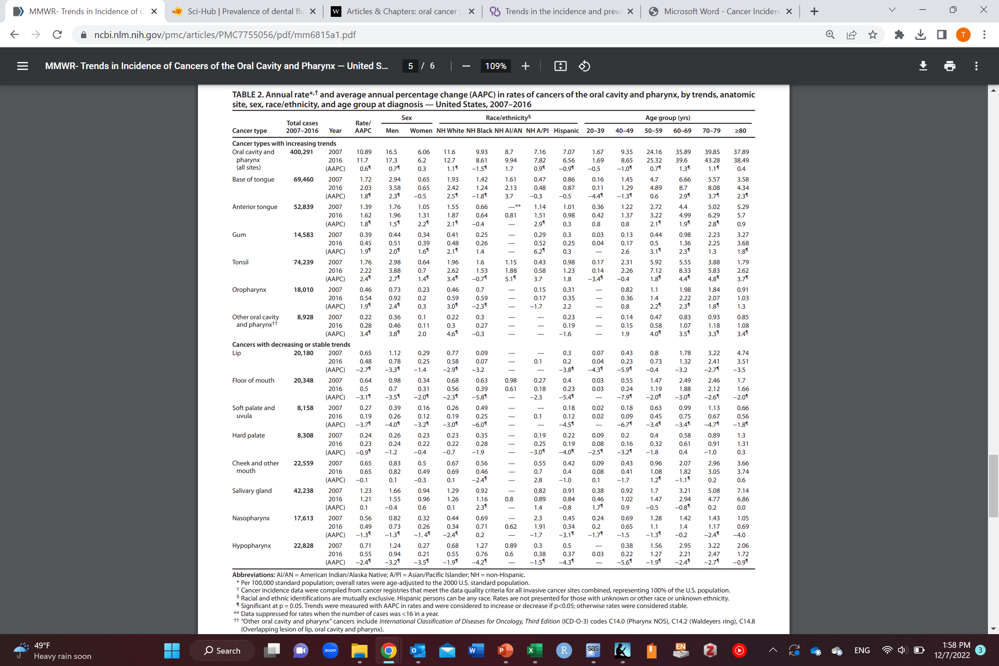 MMWR- Trends in Incidence of C
Sci-Hub | Prevalence of dental flu
W
Articles & Chapters: oral cancer :
Trends in the incidence and preva
Microsoft Word - Cancer Inciden
ncbi.nlm.nih.gov/pmc/articles/PMC7755056/pdf/mm6815a1.pdf
T
MMWR- Trends in Incidence of Cancers of the Oral Cavity and Pharynx — United S...
5 / 6
109%
TABLE 2. Annual rate*,† and average annual percentage change (AAPC) in rates of cancers of the oral cavity and pharynx, by trends, anatomic
site, sex, race/ethnicity, and age group at diagnosis — United States, 2007–2016
Sex Race/ethnicity§ Age group (yrs)
Total cases Rate/
Cancer type 2007–2016 Year AAPC Men Women NH White NH Black NH AI/AN NH A/PI Hispanic 20–39 40–49 50–59 60–69 70–79 ≥80
Cancer types with increasing trends
Oral cavity and 400,291 2007 10.89 16.5 6.06 11.6 9.93 8.7 7.16 7.07 1.67 9.35 24.16 35.89 39.85 37.89
pharynx 2016 11.7 17.3 6.2 12.7 8.61 9.94 7.82 6.56 1.69 8.65 25.32 39.6 43.28 38.49
(all sites) (AAPC) 0.6¶ 0.7¶ 0.3 1.1¶ −1.5¶ 1.7 0.9¶ −0.9¶ −0.5 −1.0¶ 0.7¶ 1.3¶ 1.1¶ 0.4
Base of tongue 69,460 2007 1.72 2.94 0.65 1.93 1.42 1.61 0.47 0.86 0.16 1.45 4.7 6.66 5.57 3.58
2016 2.03 3.58 0.65 2.42 1.24 2.13 0.48 0.87 0.11 1.29 4.89 8.7 8.08 4.34
(AAPC) 1.8¶ 2.3¶ −0.5 2.5¶ −1.8¶ 3.7 −0.3 −0.5 −4.4¶ −1.3¶ 0.6 2.9¶ 3.7¶ 2.3¶
Anterior tongue 52,839 2007 1.39 1.76 1.05 1.55 0.66 —** 1.14 1.01 0.36 1.22 2.72 4.4 5.02 5.29
2016 1.62 1.96 1.31 1.87 0.64 0.81 1.51 0.98 0.42 1.37 3.22 4.99 6.29 5.7
(AAPC) 1.8¶ 1.5¶ 2.2¶ 2.1¶ −0.4 — 2.9¶ 0.3 0.8 0.8 2.1¶ 1.9¶ 2.8¶ 0.9
Gum 14,583 2007 0.39 0.44 0.34 0.41 0.25 — 0.29 0.3 0.03 0.13 0.44 0.98 2.23 3.27
2016 0.45 0.51 0.39 0.48 0.26 — 0.52 0.25 0.04 0.17 0.5 1.36 2.25 3.68
(AAPC) 1.9¶ 2.0¶ 1.6¶ 2.1¶ 1.4 — 6.2¶ 0.3 — 2.6 3.1¶ 2.3¶ 1.3 1.8¶
Tonsil 74,239 2007 1.76 2.98 0.64 1.96 1.6 1.15 0.43 0.98 0.17 2.31 5.92 5.55 3.88 1.79
2016 2.22 3.88 0.7 2.62 1.53 1.88 0.58 1.23 0.14 2.26 7.12 8.33 5.83 2.62
(AAPC) 2.4¶ 2.7¶ 1.4¶ 3.4¶ −0.7¶ 5.1¶ 3.7 1.8 −3.4¶ −0.4 1.8¶ 4.4¶ 4.8¶ 3.7¶
Oropharynx 18,010 2007 0.46 0.73 0.23 0.46 0.7 — 0.15 0.31 — 0.82 1.1 1.98 1.84 0.91
2016 0.54 0.92 0.2 0.59 0.59 — 0.17 0.35 — 0.36 1.4 2.22 2.07 1.03
(AAPC) 1.9¶ 2.4¶ 0.3 3.0¶ −2.3¶ — −1.7 2.2 — 0.8 2.2¶ 2.3¶ 1.8¶ 1.3
Other oral cavity 8,928 2007 0.22 0.36 0.1 0.22 0.3 — — 0.23 — 0.14 0.47 0.83 0.93 0.85
and pharynx†† 2016 0.28 0.46 0.11 0.3 0.27 — — 0.19 — 0.15 0.58 1.07 1.18 1.08
(AAPC) 3.4¶ 3.8¶ 2.0 4.6¶ −0.3 — — −1.6 — 1.9 4.0¶ 3.5¶ 3.3¶ 3.4¶
Cancers with decreasing or stable trends
Lip 20,180 2007 0.65 1.12 0.29 0.77 0.09 — — 0.3 0.07 0.43 0.8 1.78 3.22 4.74
2016 0.48 0.78 0.25 0.58 0.07 — 0.1 0.2 0.04 0.23 0.73 1.32 2.41 3.51
(AAPC) −2.7¶ −3.3¶ −1.4 −2.9¶ −3.2 — — −3.8¶ −4.3¶ −5.9¶ −0.4 −3.2 −2.7¶ −3.5
Floor of mouth 20,348 2007 0.64 0.98 0.34 0.68 0.63 0.98 0.27 0.4 0.03 0.55 1.47 2.49 2.46 1.7
2016 0.5 0.7 0.31 0.56 0.39 0.61 0.18 0.23 0.03 0.24 1.19 1.88 2.12 1.66
(AAPC) −3.1¶ −3.5¶ −2.0¶ −2.3¶ −5.8¶ — −2.3 −5.4¶ — −7.9¶ −2.0¶ −3.0¶ −2.6¶ −2.0¶
Soft palate and 8,158 2007 0.27 0.39 0.16 0.26 0.49 — — 0.18 0.02 0.18 0.63 0.99 1.13 0.66
uvula 2016 0.19 0.26 0.12 0.19 0.25 — 0.1 0.12 0.02 0.09 0.45 0.75 0.67 0.56
(AAPC) −3.7¶ −4.0¶ −3.2¶ −3.0¶ −6.0¶ — — −4.5¶ — −6.7¶ −3.4¶ −3.4¶ −4.7¶ −1.8¶
Hard palate 8,308 2007 0.24 0.26 0.23 0.23 0.35 — 0.19 0.22 0.09 0.2 0.4 0.58 0.89 1.3
2016 0.23 0.24 0.22 0.22 0.28 — 0.25 0.19 0.08 0.16 0.32 0.61 0.91 1.31
(AAPC) −0.9¶ −1.2 −0.4 −0.7 −1.9 — −3.0¶ −4.0¶ −2.5¶ −3.2¶ −1.8 0.4 −1.0 0.3
Cheek and other 22,559 2007 0.65 0.83 0.5 0.67 0.56 — 0.55 0.42 0.09 0.43 0.96 2.07 2.96 3.66
mouth 2016 0.65 0.82 0.49 0.69 0.46 — 0.7 0.4 0.08 0.41 1.08 1.82 3.05 3.74
(AAPC) −0.1 0.1 −0.3 0.1 −2.4¶ — 2.8 −1.0 0.1 −1.7 1.2¶ −1.1¶ 0.2 0.6
Salivary gland 42,238 2007 1.23 1.66 0.94 1.29 0.92 — 0.82 0.91 0.38 0.92 1.7 3.21 5.08 7.14
2016 1.21 1.55 0.96 1.26 1.16 0.8 0.89 0.84 0.46 1.02 1.47 2.94 4.77 6.86
(AAPC) 0.1 −0.4 0.6 0.1 2.3¶ — 1.4 −0.8 1.7¶ 0.9 −0.5 −0.8¶ 0.2 0.0
Nasopharynx 17,613 2007 0.56 0.82 0.32 0.44 0.69 — 2.3 0.45 0.24 0.69 1.28 1.42 1.43 1.05
2016 0.49 0.73 0.26 0.34 0.71 0.62 1.91 0.34 0.2 0.65 1.1 1.4 1.17 0.69
(AAPC) −1.3¶ −1.3¶ −1. 4¶ −2.4¶ 0.2 — −1.7 −3.1¶ −1.7¶ −1.5 −1.3¶ −0.2 −2.4¶ −4.0
Hypopharynx 22,828 2007 0.71 1.24 0.27 0.68 1.27 0.89 0.3 0.5 — 0.38 1.56 2.95 3.22 2.06
2016 0.55 0.94 0.21 0.55 0.76 0.6 0.38 0.37 0.03 0.22 1.27 2.21 2.47 1.72
(AAPC) −2.4¶ −3.2¶ −3.5¶ −1.9¶ −4.2¶ — −1.5¶ −4.3¶ — −5.6¶ −1.9¶ −2.4¶ −2.7¶ −0.9¶
Abbreviations: AI/AN = American Indian/Alaska Native; A/PI = Asian/Pacific Islander; NH = non-Hispanic.
* Per 100,000 standard population; overall rates were age-adjusted to the 2000 U.S. standard population.
† Cancer incidence data were compiled from cancer registries that meet the data quality criteria for all invasive cancer sites combined, representing 100% of the U.S. population.
§ Racial and ethnic identifications are mutually exclusive. Hispanic persons can be any race. Rates are not presented for those with unknown or other race or unknown ethnicity.
¶ Significant at p = 0.05. Trends were measured with AAPC in rates and were considered to increase or decrease if p<0.05; otherwise rates were considered stable.
** Data suppressed for rates when the number of cases was <16 in a year.
†† "Other oral cavity and pharynx" cancers include International Classification of Diseases for Oncology, Third Edition (ICD-O-3) codes C14.0 (Pharynx NOS), C14.2 (Waldeyers ring), C14.8
(Overlapping lesion of lip, oral cavity and pharynx).
49°F
Heavy rain soon
Search
zoom
O
W
P
X
R
sas
EN
Z
ENG
1:58 PM
12/7/2022
3